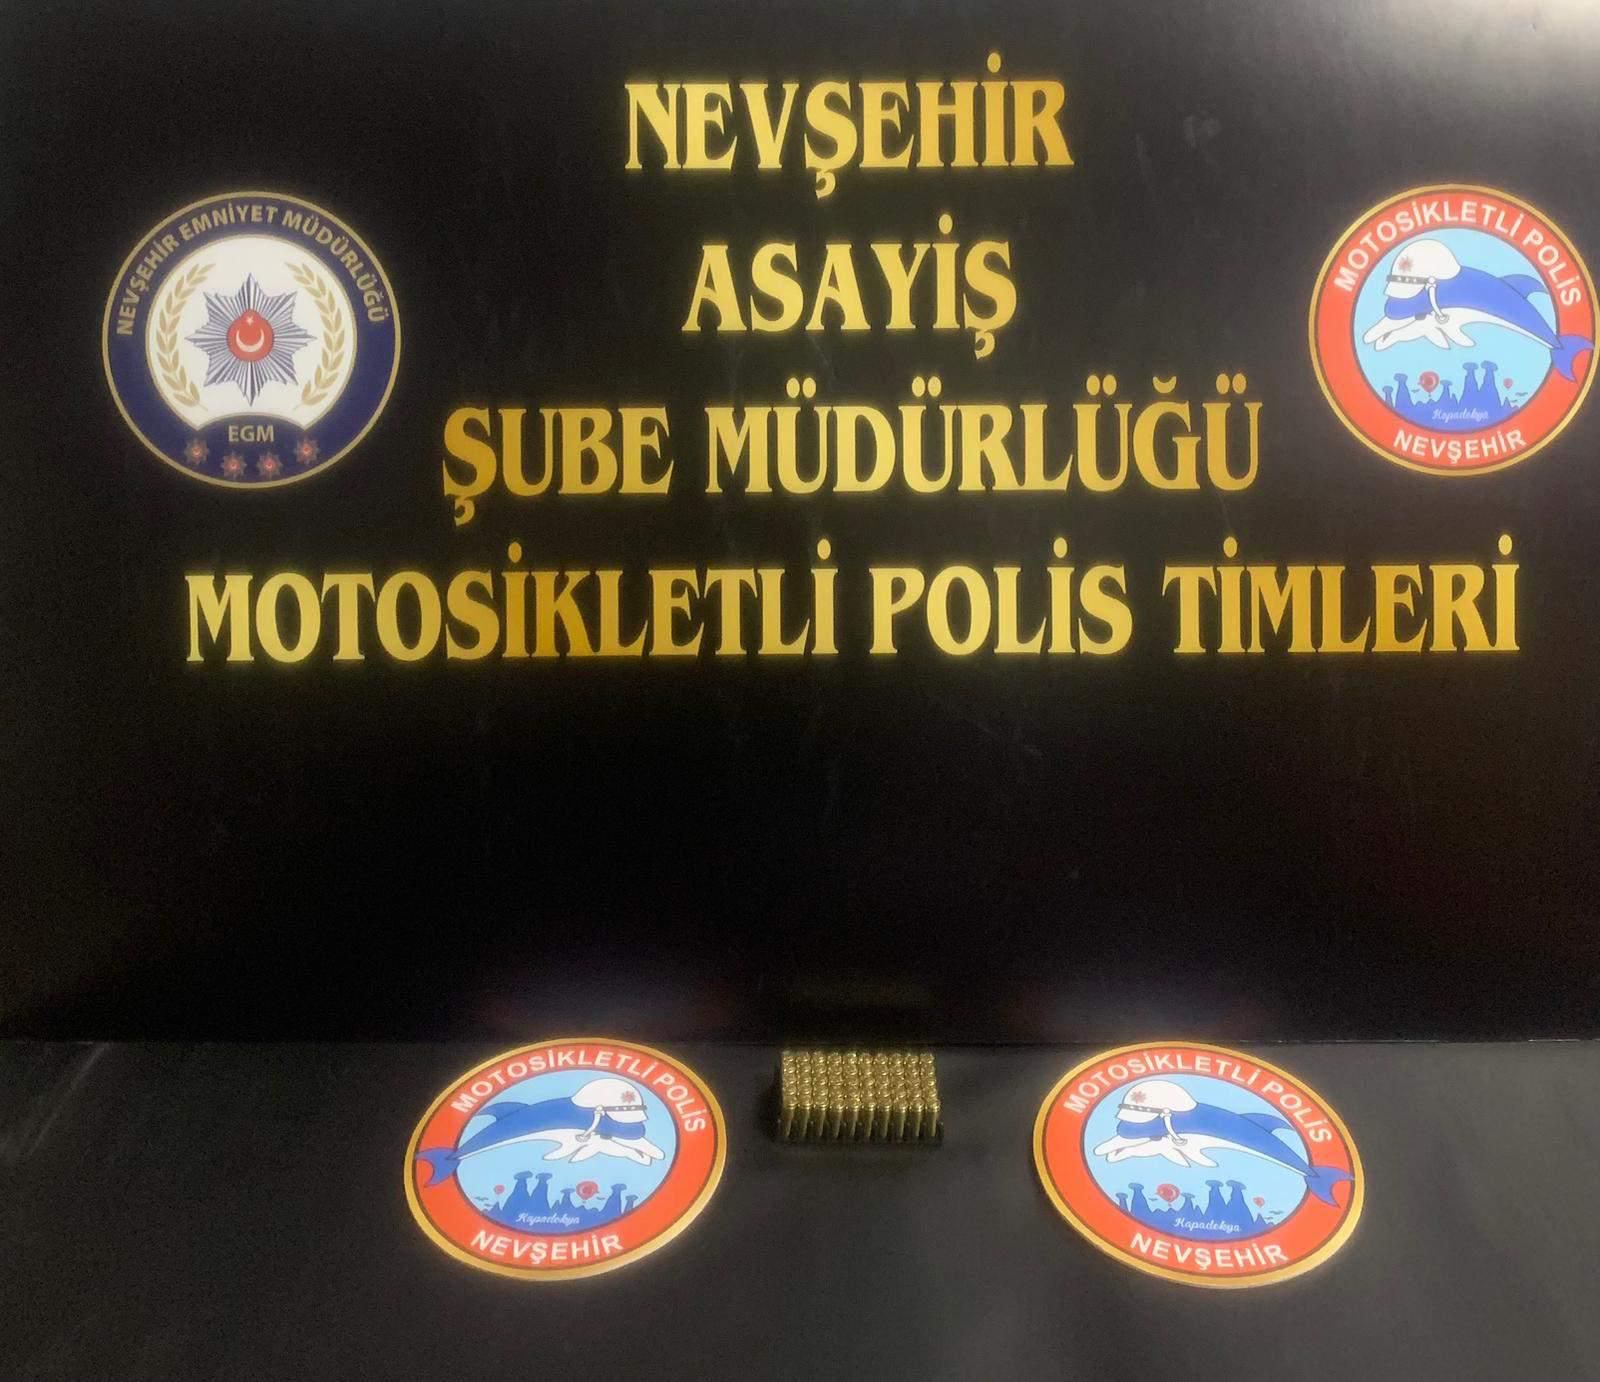 NEVŞEHİR
ASAYİŞ
ŞUBE MÜDÜRLÜĞÜ
MOTOSİKLETLİ POLİS TİMLERİ
NEVŞEHİR EMNİYET MÜDÜRLÜĞÜ
EGM
MOTOSİKLETLİ POLİS
Kapadokya
NEVŞEHİR
MOTOSİKLETLİ POLİS
Kapadokya
NEVŞEHİR
MOTOSİKLETLİ POLİS
Kapadokya
NEVŞEHİR